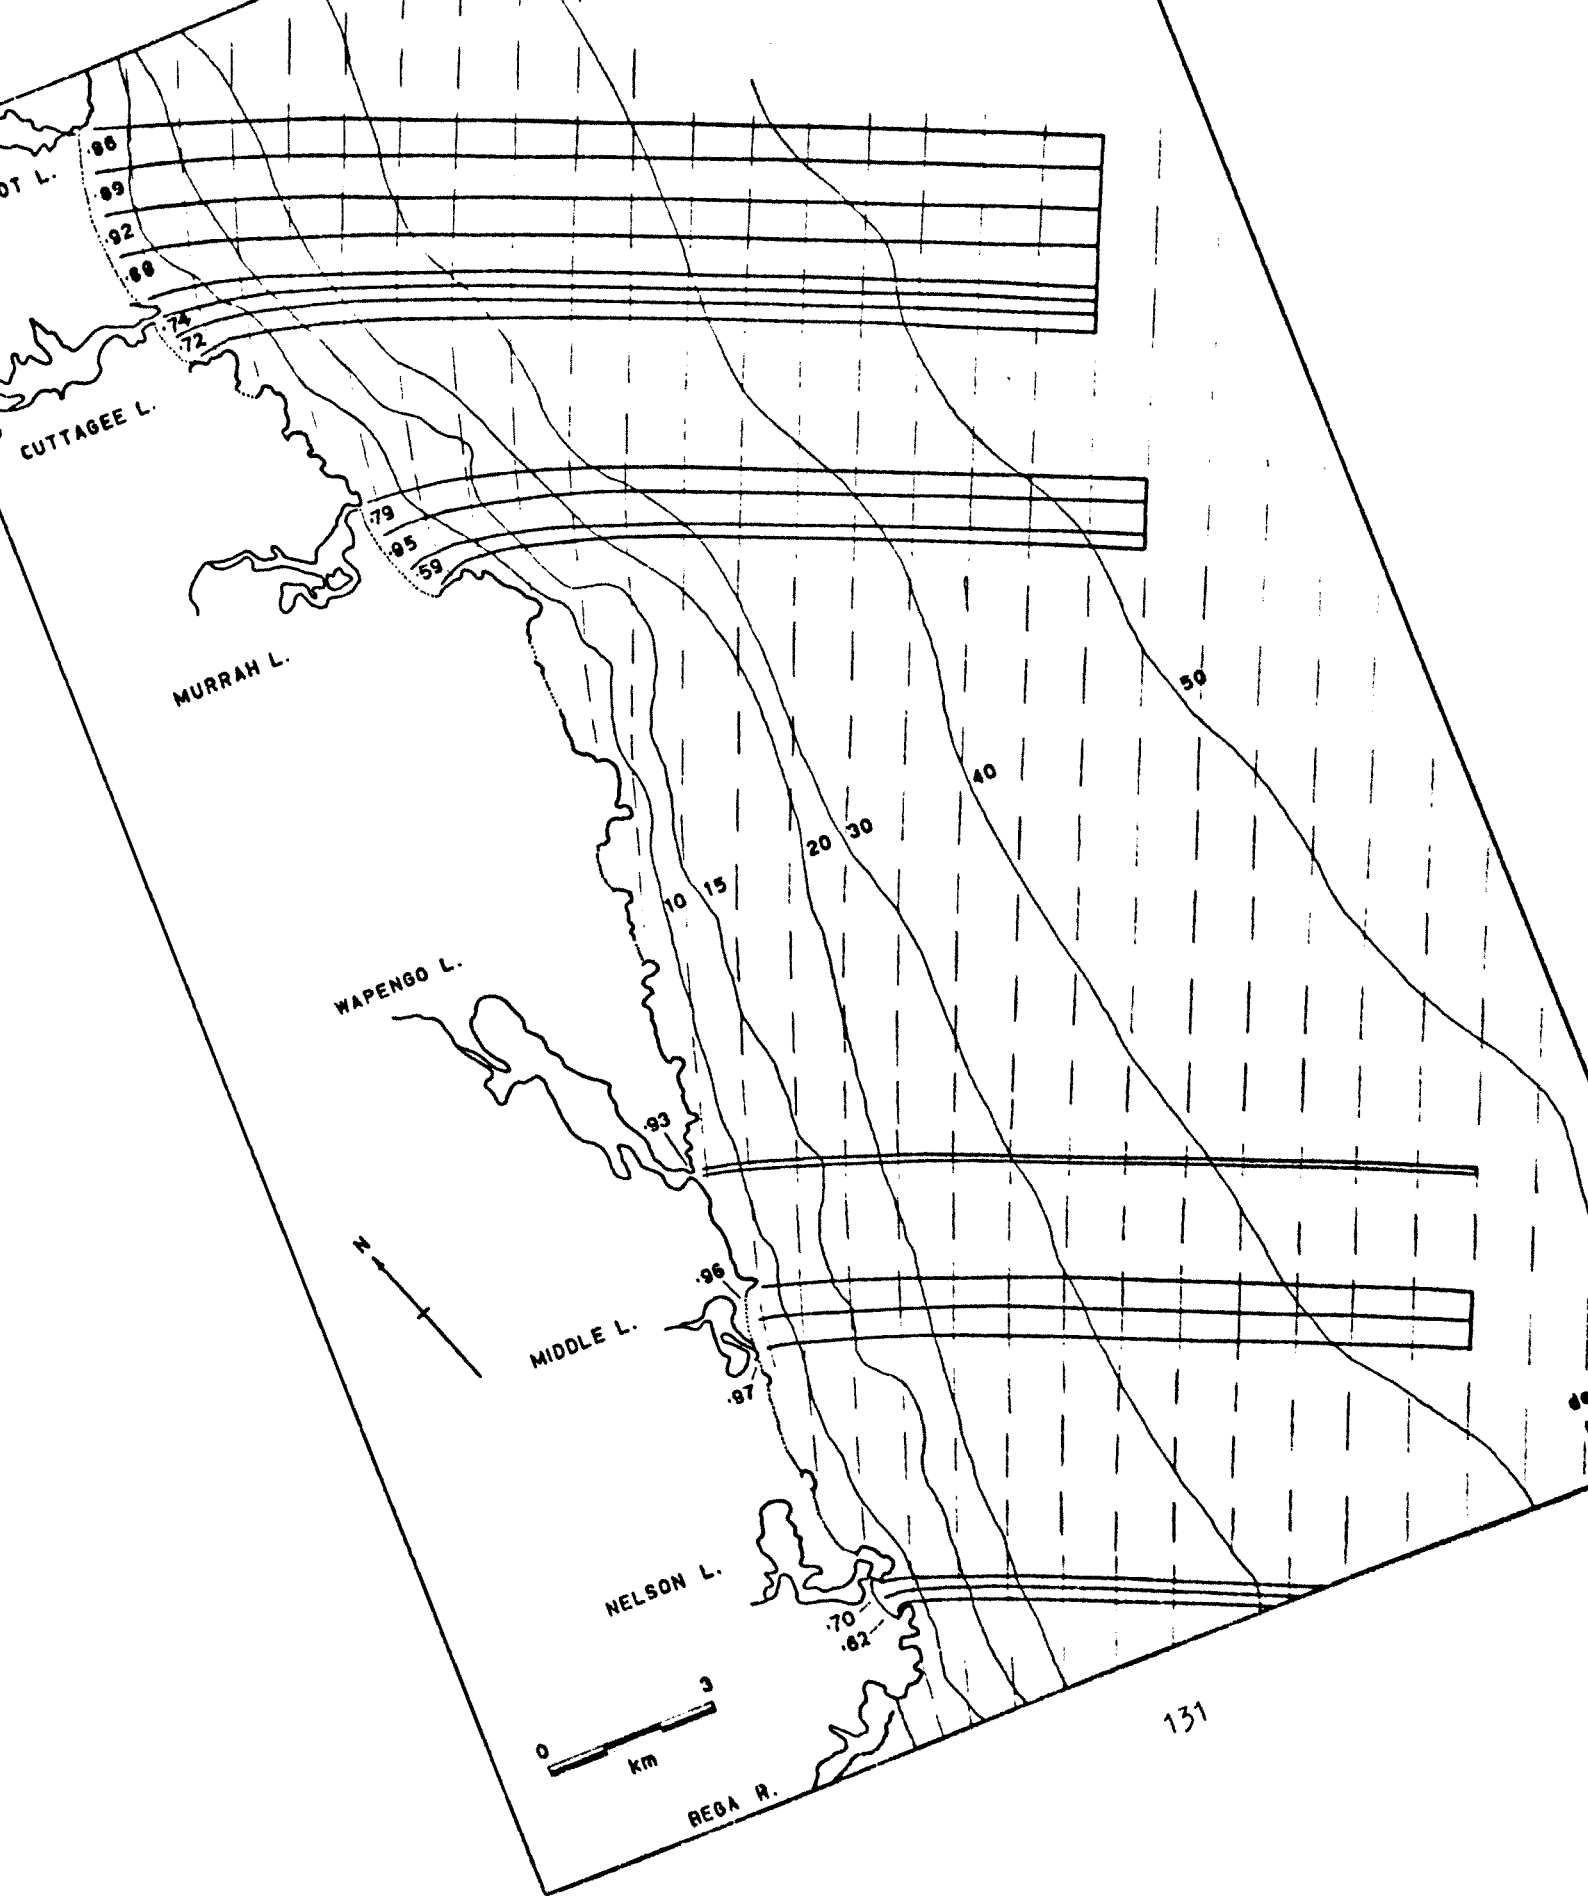 .86
OT L.
.89
.92
.88
.74
.72
CUTTAGEE L.
.79
.95
.59
MURRAH L.
50
40
20 30
10 15
WAPENGO L.
.93
N
.96
MIDDLE L.
.97
de
NELSON L.
.70
.62
0 3
km
BEGA R.
131